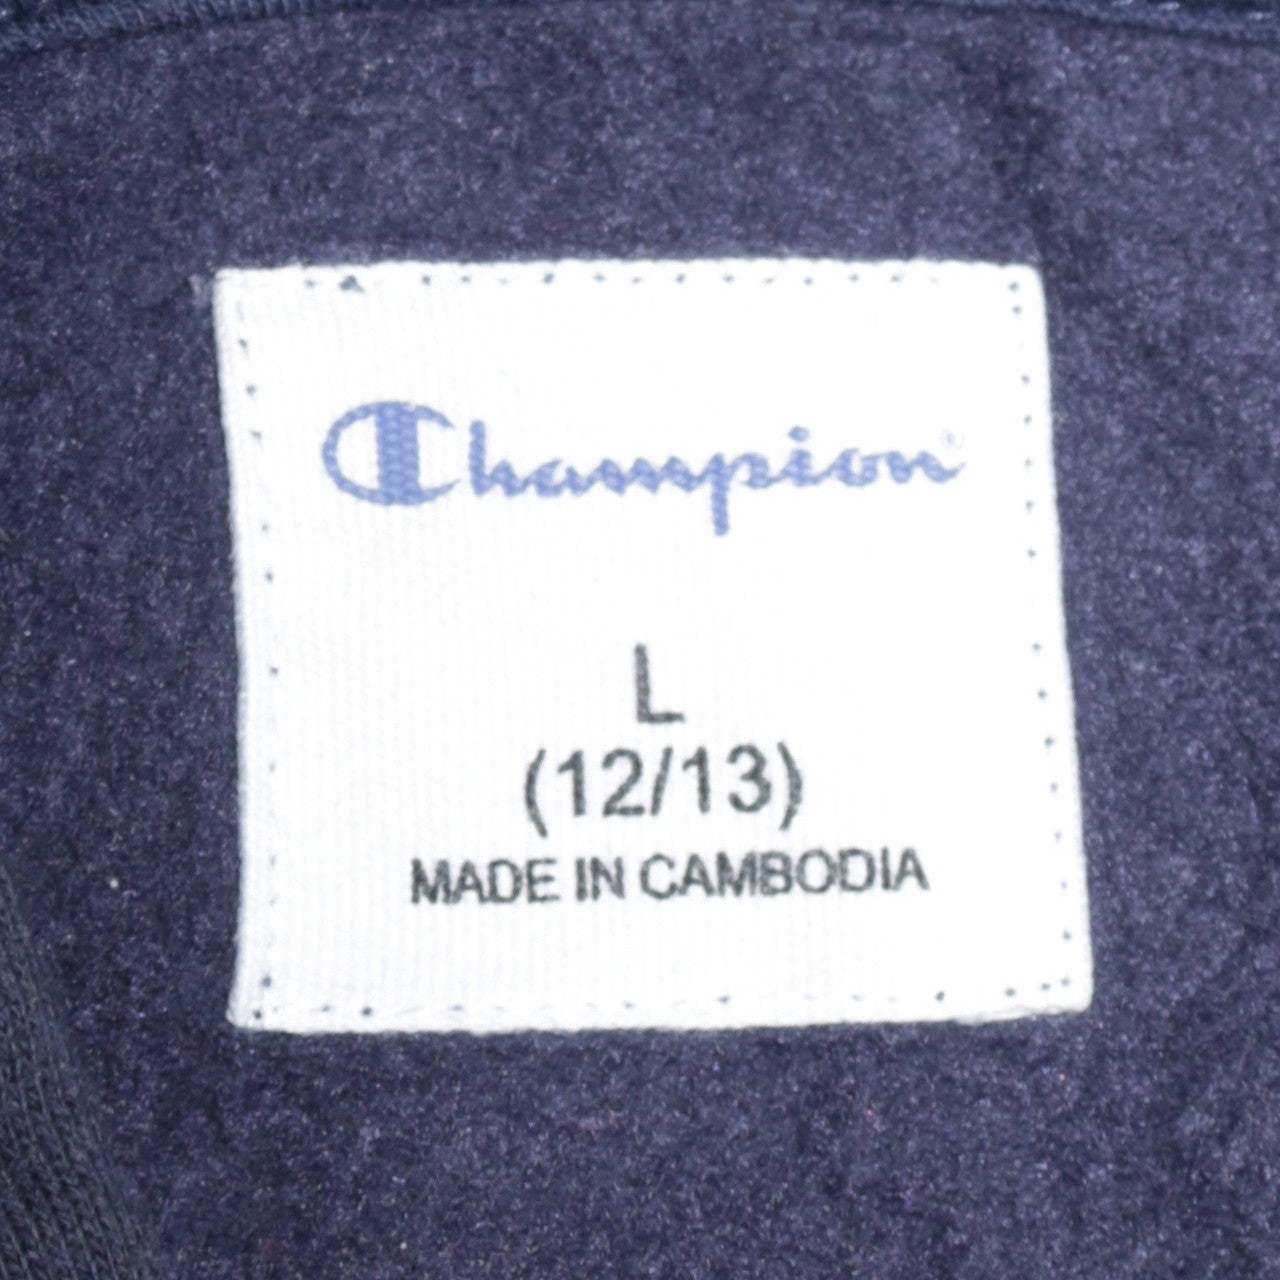 Champion®
L
(12/13)
MADE IN CAMBODIA